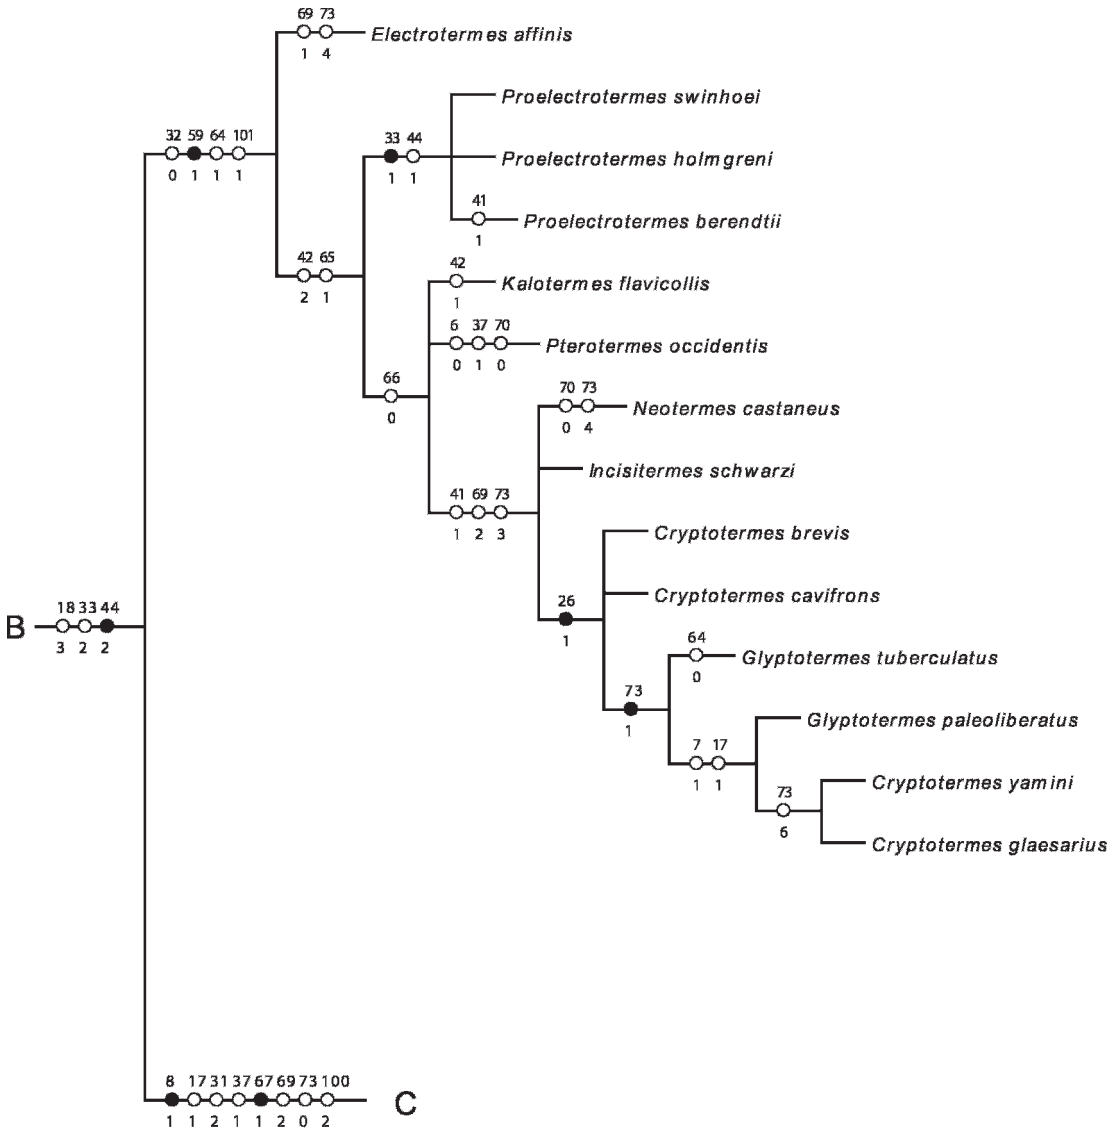 69 73
Electrotermes affinis
1 4
Proelectrotermes swinhoei
32 59 64 101
0 1 1 1
33 44
Proelectrotermes holmgreni
1 1
41
Proelectrotermes berendtii
1
42 65
2 1
42
Kalotermes flavicollis
1
6 37 70
Pterotermes occidentis
0 1 0
66
0
70 73
Neotermes castaneus
0 4
Incisitermes schwarzi
41 69 73
1 2 3
Cryptotermes brevis
Cryptotermes cavifrons
26
1
18 33 44
B
3 2 2
64
Glyptotermes tuberculatus
0
73
1
Glyptotermes paleoliberatus
7 17
1 1
Cryptotermes yamini
73
6
Cryptotermes glaesarius
8 17 31 37 67 69 73 100
C
1 1 2 1 1 2 0 2